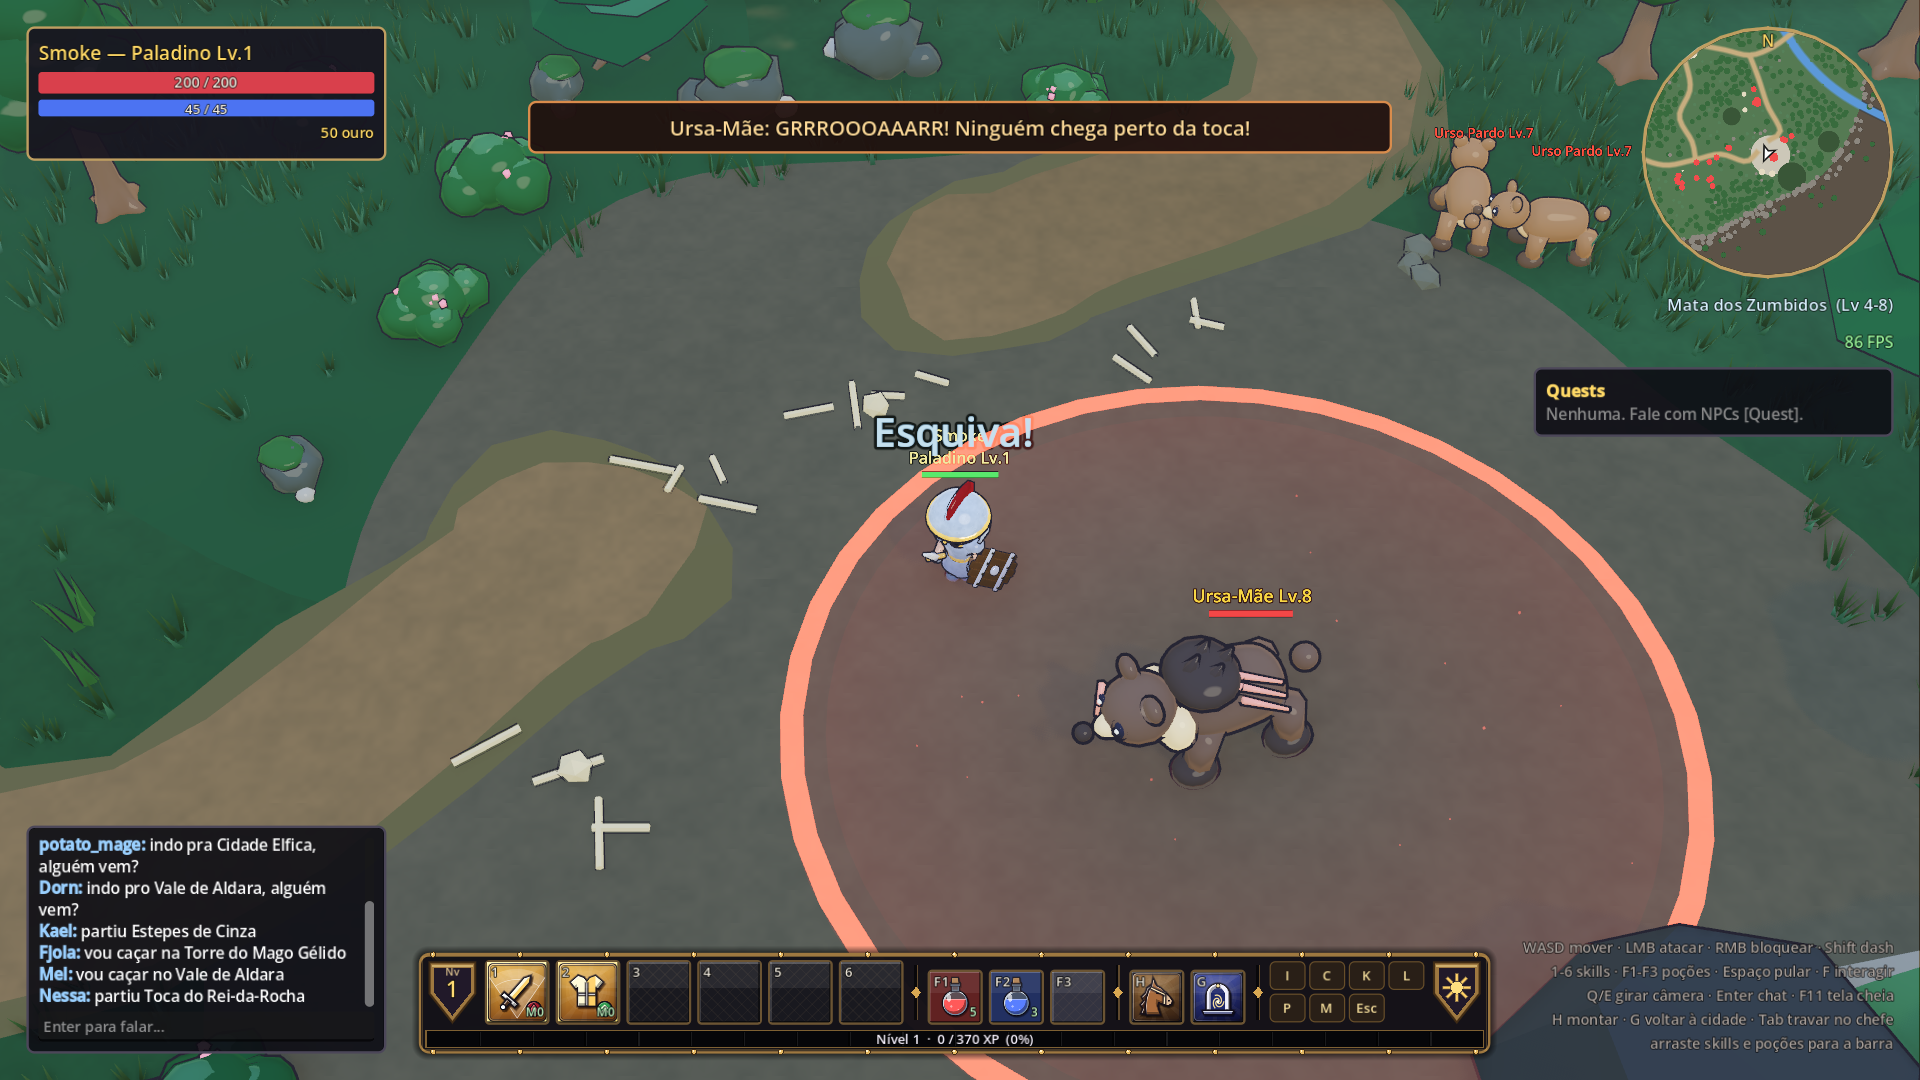 Smoke — Paladino Lv.1
200 / 200
45 / 45
50 ouro
Ursa-Mãe: GRRROOOAAARR! Ninguém chega perto da toca!
Urso Pardo Lv.7
Urso Pardo Lv.7
N
Mata dos Zumbidos (Lv 4-8)
86 FPS
Quests
Nenhuma. Fale com NPCs [Quest].
Esquiva!
Smoke
Paladino Lv.1
Ursa-Mãe Lv.8
potato_mage: indo pra Cidade Elfica,
alguém vem?
Dorn: indo pro Vale de Aldara, alguém
vem?
Kael: partiu Estepes de Cinza
Fjola: vou caçar na Torre do Mago Gélido
Mel: vou caçar no Vale de Aldara
Nessa: partiu Toca do Rei-da-Rocha
Enter para falar...
Nv
1
1 M0
2 M0
3
4
5
6
F1 5
F2 3
F3
H
G
I C K L
P M Esc
Nível 1 · 0 / 370 XP (0%)
WASD mover · LMB atacar · RMB bloquear · Shift dash
1-6 skills · F1-F3 poções · Espaço pular · F interagir
Q/E girar câmera · Enter chat · F11 tela cheia
H montar · G voltar à cidade · Tab travar no chefe
arraste skills e poções para a barra